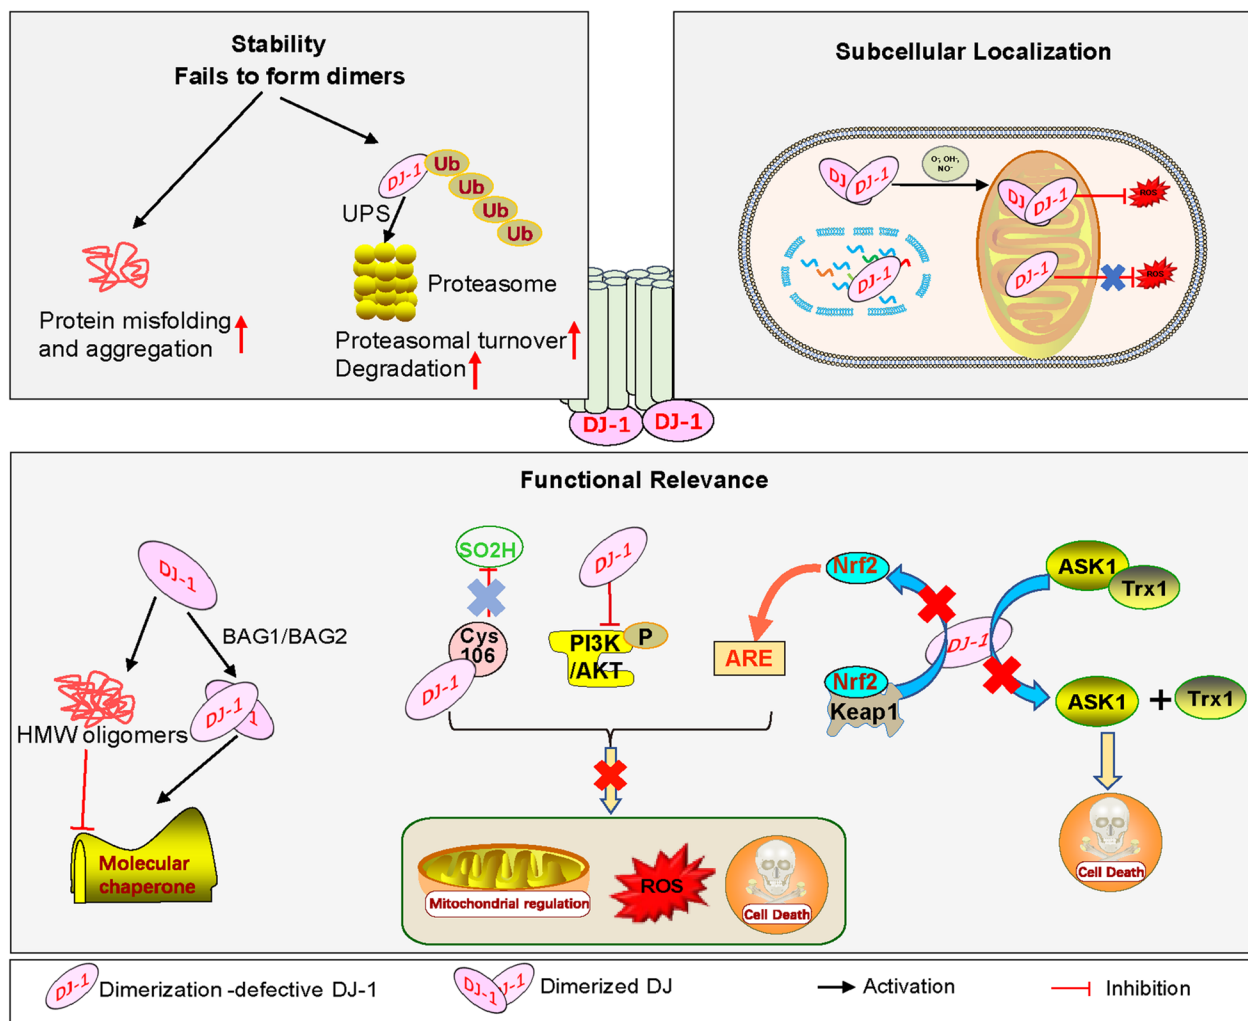 Stability
Fails to form dimers
DJ-1
Ub
Ub
Ub
Ub
UPS
Proteasome
Protein misfolding
and aggregation
Proteasomal turnover
Degradation
Subcellular Localization
O⁻, OH⁻,
NO⁻
DJ
DJ-1
DJ
DJ-1
ROS
DJ-1
DJ-1
ROS
DJ-1
DJ-1
Functional Relevance
DJ-1
BAG1/BAG2
HMW oligomers
DJ-1
1
Molecular
chaperone
SO2H
Cys
106
DJ-1
DJ-1
PI3K
/AKT
P
Nrf2
ARE
Nrf2
Keap1
DJ-1
ASK1
Trx1
ASK1
+
Trx1
Cell Death
Mitochondrial regulation
ROS
Cell Death
DJ-1
Dimerization -defective DJ-1
DJ-1
-1
Dimerized DJ
Activation
Inhibition